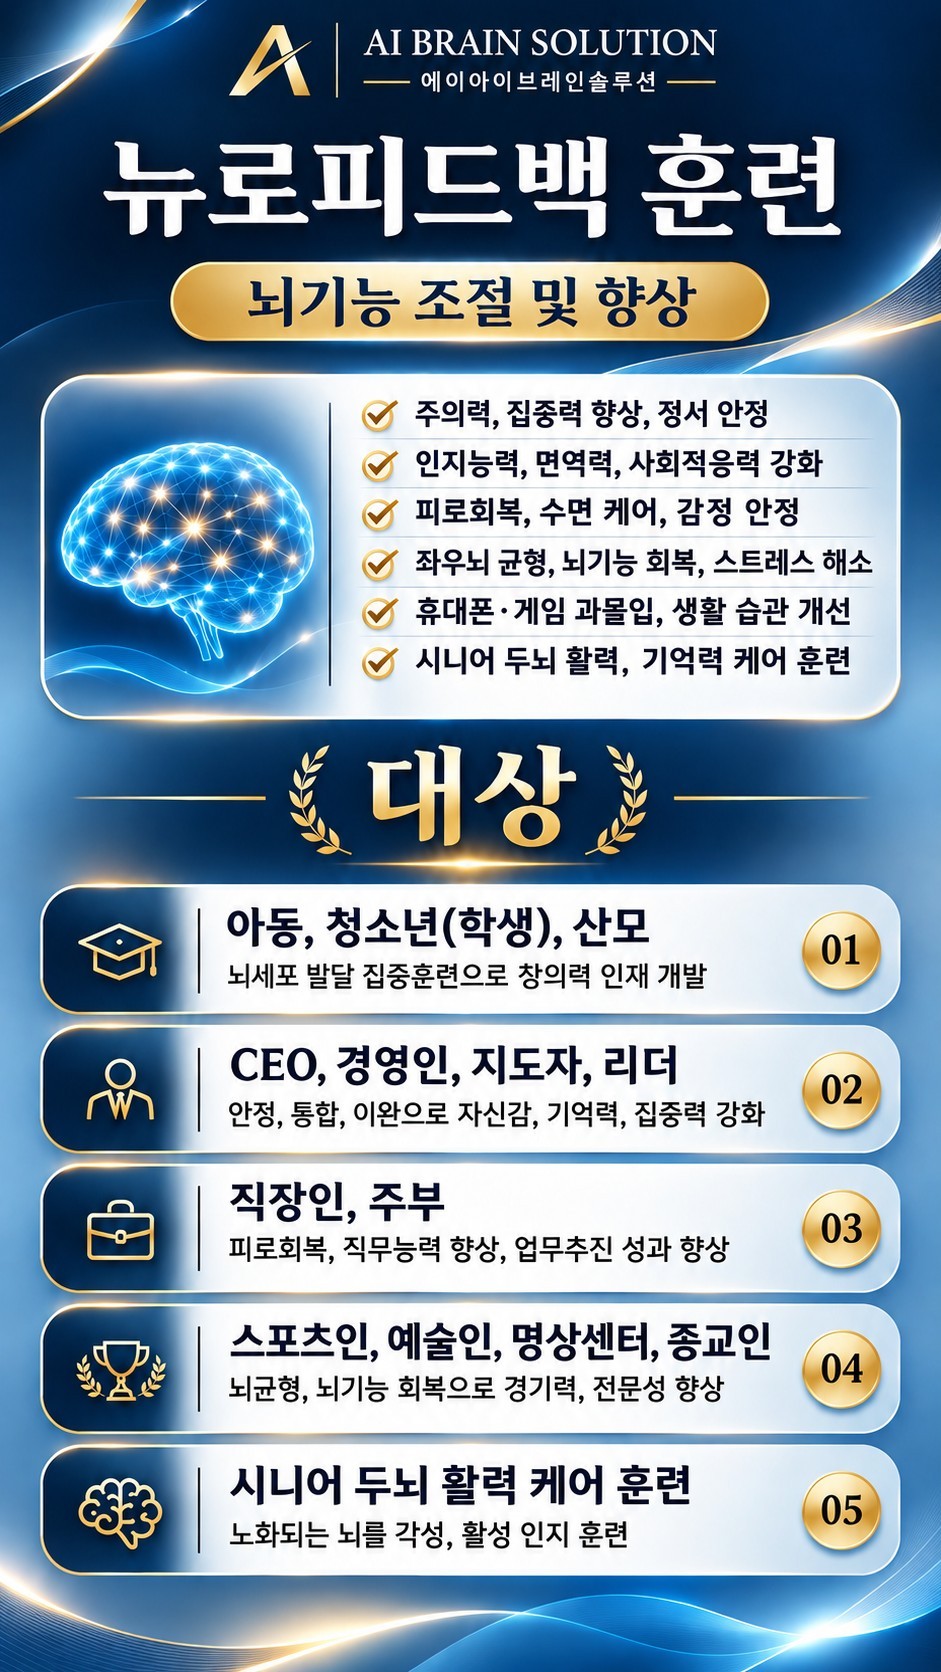 AI BRAIN SOLUTION
에이아이브레인솔루션
뉴로피드백 훈련
뇌기능 조절 및 향상
주의력, 집중력 향상, 정서 안정
인지능력, 면역력, 사회적응력 강화
피로회복, 수면 케어, 감정 안정
좌우뇌 균형, 뇌기능 회복, 스트레스 해소
휴대폰·게임 과몰입, 생활 습관 개선
시니어 두뇌 활력, 기억력 케어 훈련
대상
아동, 청소년(학생), 산모
뇌세포 발달 집중훈련으로 창의력 인재 개발
01
CEO, 경영인, 지도자, 리더
안정, 통합, 이완으로 자신감, 기억력, 집중력 강화
02
직장인, 주부
피로회복, 직무능력 향상, 업무추진 성과 향상
03
스포츠인, 예술인, 명상센터, 종교인
뇌균형, 뇌기능 회복으로 경기력, 전문성 향상
04
시니어 두뇌 활력 케어 훈련
노화되는 뇌를 각성, 활성 인지 훈련
05